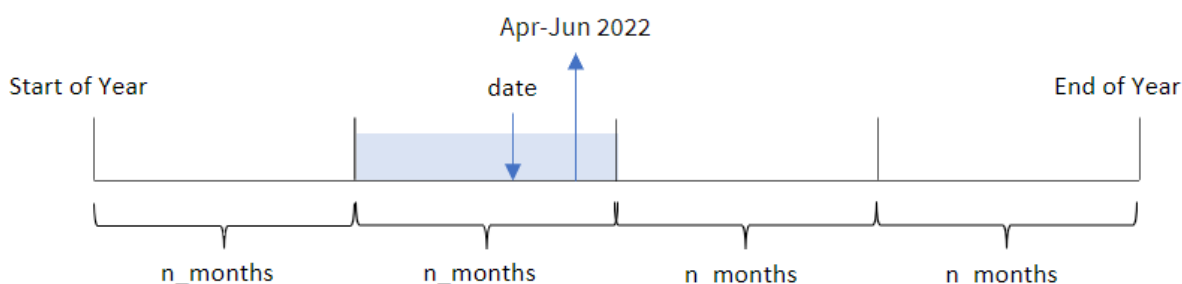 Apr-Jun 2022
Start of Year
date
End of Year
n_months
n_months
n months
n months